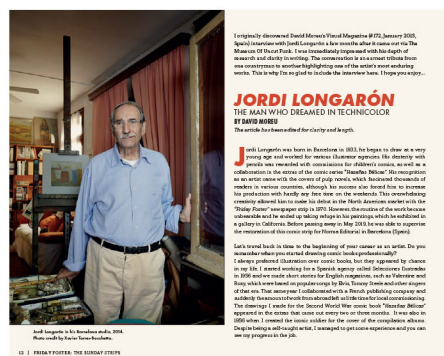 I originally discovered David Moreu's Visual Magazine (#172, January 2015,
Spain) interview with Jordi Longarón a few months after it came out via The
Museum Of Uncut Funk. I was immediately impressed with his depth of
research and clarity in writing. The conversation is an earnest tribute from
one countryman to another highlighting one of the artist's most enduring
works. This is why I'm so glad to include the interview here. I hope you enjoy...
JORDI LONGARÓN
THE MAN WHO DREAMED IN TECHNICOLOR
BY DAVID MOREU
The article has been edited for clarity and length.
Jordi Longarón was born in Barcelona in 1933, he began to draw at a very
young age and worked for various illustrator agencies. His dexterity with
pencils was rewarded with commissions for children's comics, as well as a
collaboration in the extras of the comic series "Hazañas Bélicas". His recognition
as an artist came with the covers of pulp novels, which fascinated thousands of
readers in various countries, although his success also forced him to increase
his production with hardly any free time on the weekends. This overwhelming
creativity allowed him to make his debut in the North American market with the
"Friday Foster" newspaper strip in 1970. However, the routine of the work became
unbearable and he ended up taking refuge in his paintings, which he exhibited in
a gallery in California. Before passing away in May 2019, he was able to supervise
the restoration of this comic strip for Norma Editorial in Barcelona (Spain).
Let's travel back in time to the beginning of your career as an artist. Do you
remember when you started drawing comics professionally?
I always preferred illustration over comic books, but they appeared by chance
in my life. I started working for a Spanish agency called Selecciones Ilustradas
in 1956 and we made short stories for English magazines, such as Valentine and
Roxy, which were based on popular songs by Elvis, Tommy Steele and other singers
of that era. That same year I collaborated with a French publishing company and
suddenly the amount of work from abroad left us little time for local commissioning.
The drawings I made for the Second World War comic book "Hazañas Bélicas"
appeared in the extras that came out every two or three months. It was also in
1956 when I created the iconic soldier for the cover of the compilation albums.
Despite being a self-taught artist, I managed to get some experience and you can
see my progress in the job.
Jordi Longarón in his Barcelona studio, 2014.
Photo credit by Xavier Torres-Bacchetta.
12 | FRIDAY FOSTER: THE SUNDAY STRIPS